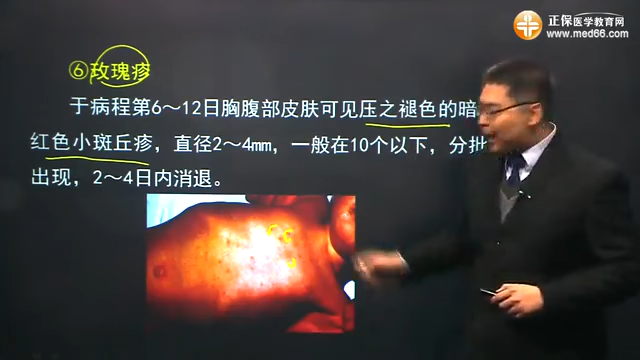 正保医学教育网
www.med66.com
⑥玫瑰疹
于病程第6～12日胸腹部皮肤可见压之褪色的暗
红色小斑丘疹，直径2～4mm，一般在10个以下，分批
出现，2～4日内消退。